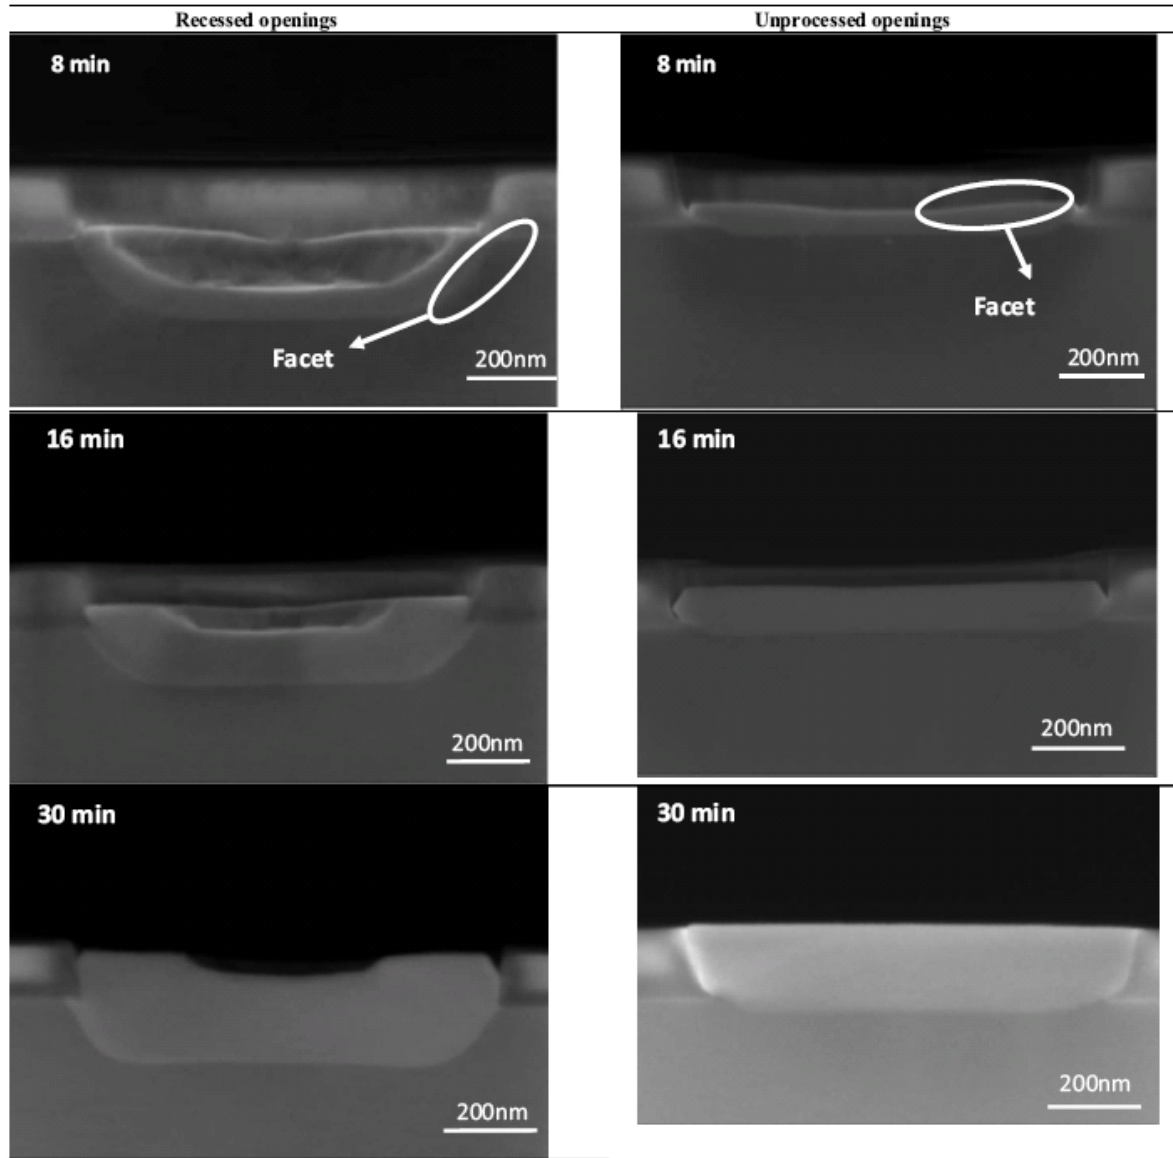 Recessed openings
Unprocessed openings
8 min
8 min
Facet
Facet
200nm
200nm
16 min
16 min
200nm
200nm
30 min
30 min
200nm
200nm